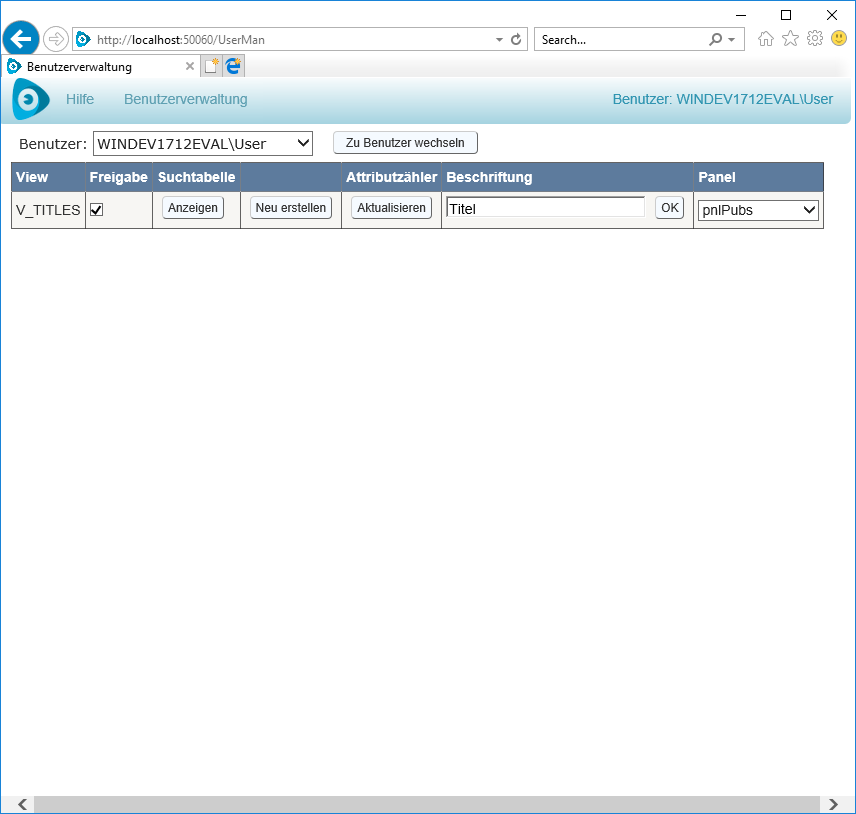 http://localhost:50060/UserMan
Search...
Benutzerverwaltung
Hilfe Benutzerverwaltung Benutzer: WINDEV1712EVAL\User
Benutzer: WINDEV1712EVAL\User Zu Benutzer wechseln
View Freigabe Suchtabelle Attributzähler Beschriftung Panel
V_TITLES Anzeigen Neu erstellen Aktualisieren Titel OK pnlPubs